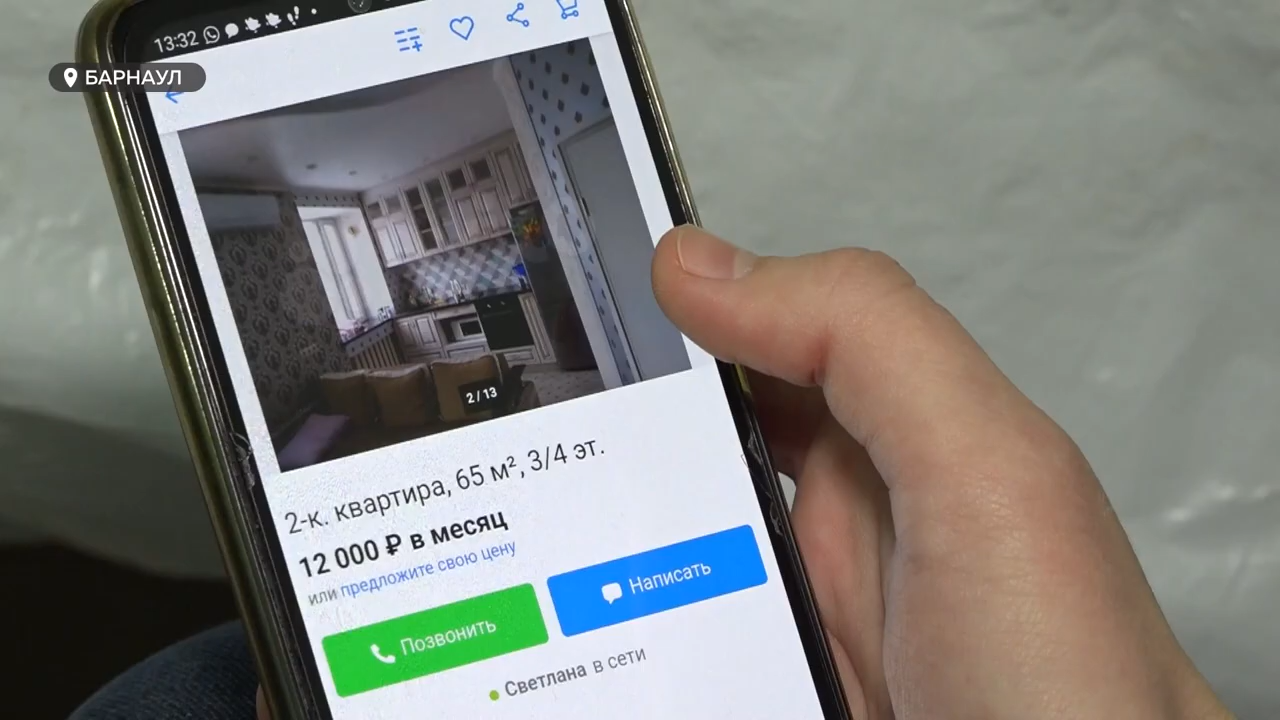 13:32
БАРНАУЛ
2 / 13
2-к. квартира, 65 м², 3/4 эт.
12 000 ₽ в месяц
или предложите свою цену
Позвонить
Написать
Светлана в сети